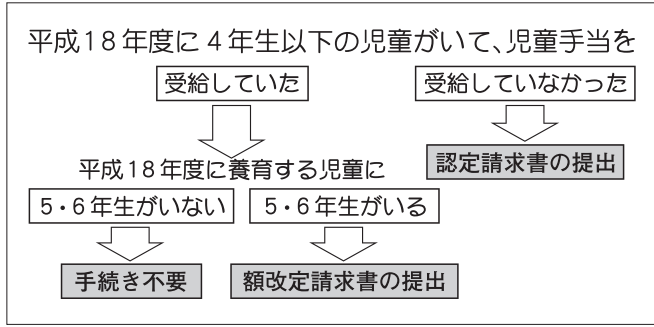 平成18年度に4年生以下の児童がいて、児童手当を
受給していた
受給していなかった
認定請求書の提出
平成18年度に養育する児童に
5・6年生がいない
5・6年生がいる
手続き不要
額改定請求書の提出